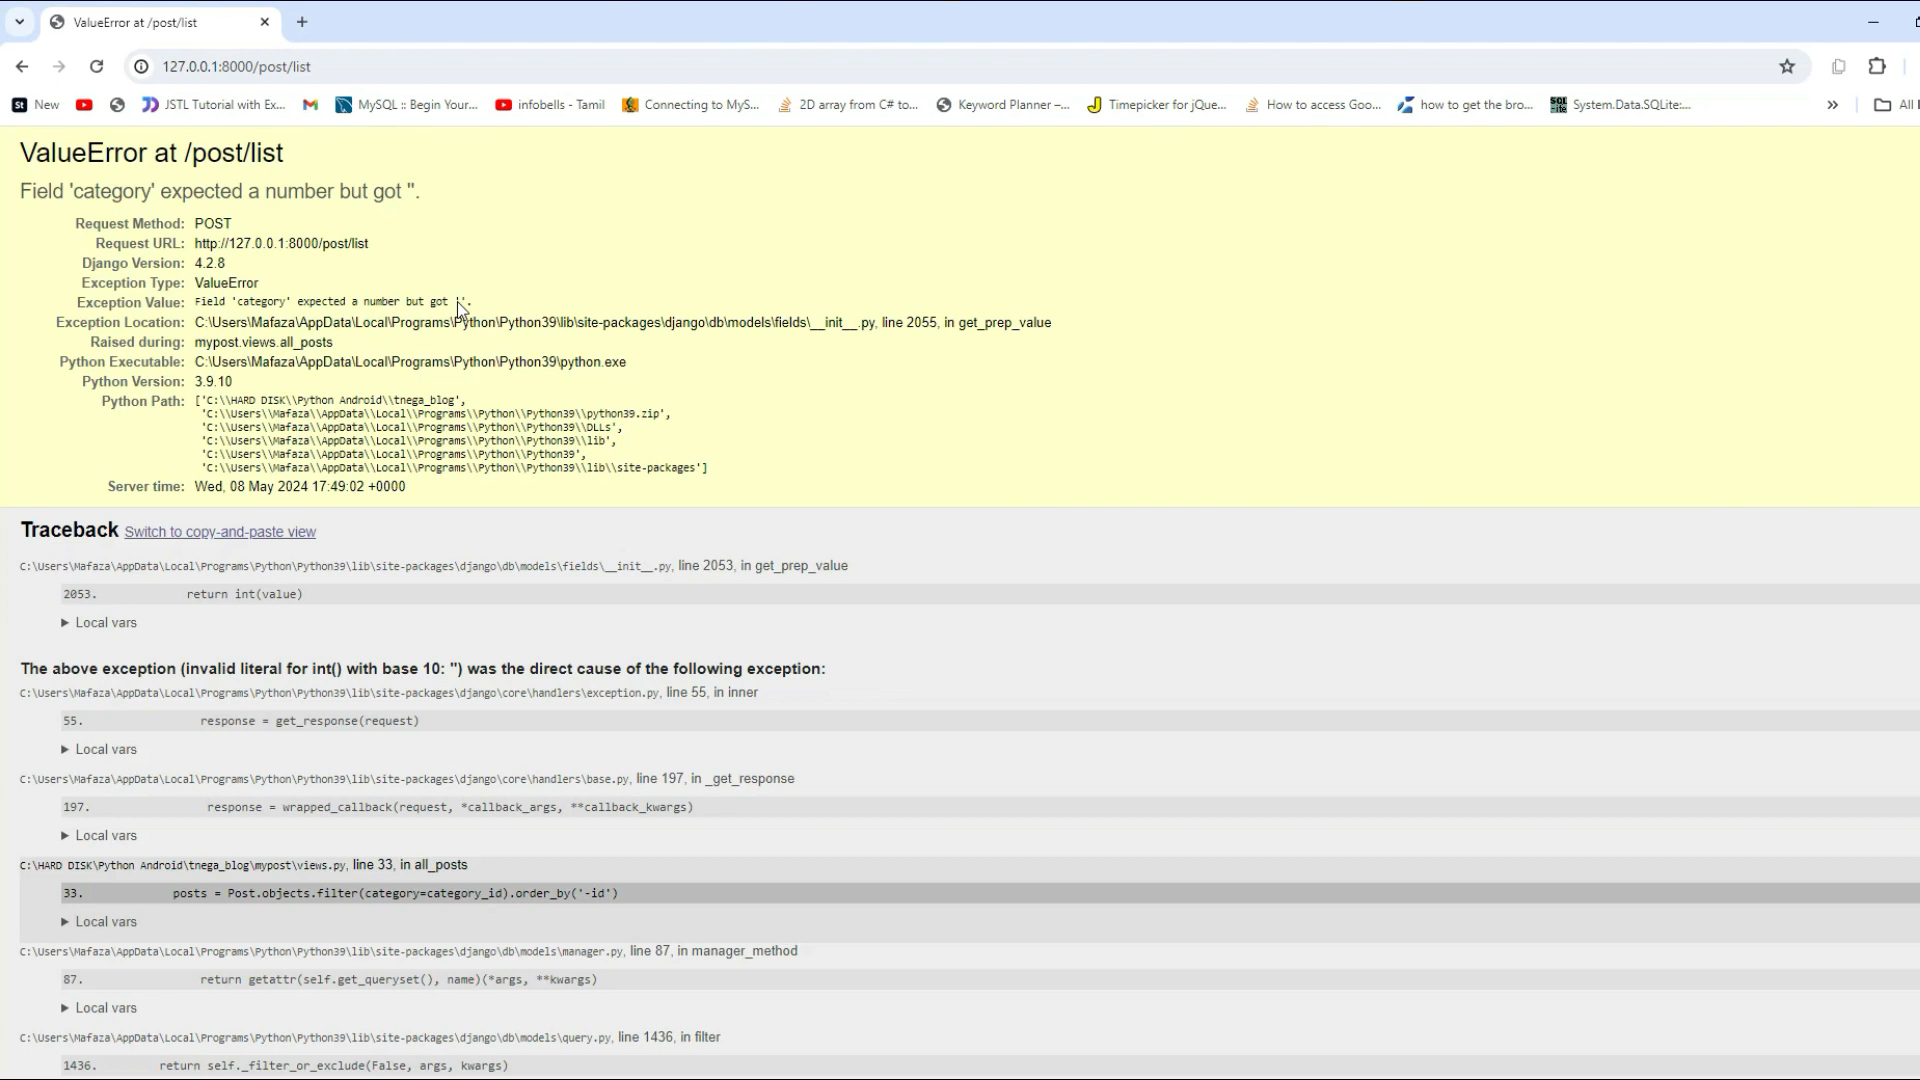 ValueError at /post/list
127.0.0.1:8000/post/list
New
JSTL Tutorial with Ex...
MySQL :: Begin Your...
infobells - Tamil
Connecting to MyS...
2D array from C# to...
Keyword Planner –...
Timepicker for jQue...
How to access Goo...
how to get the bro...
System.Data.SQLite:...
»
All
ValueError at /post/list
Field 'category' expected a number but got ''.
Request Method: POST
Request URL: http://127.0.0.1:8000/post/list
Django Version: 4.2.8
Exception Type: ValueError
Exception Value: Field 'category' expected a number but got ''.
Exception Location: C:\Users\Mafaza\AppData\Local\Programs\Python\Python39\lib\site-packages\django\db\models\fields\__init__.py, line 2055, in get_prep_value
Raised during: mypost.views.all_posts
Python Executable: C:\Users\Mafaza\AppData\Local\Programs\Python\Python39\python.exe
Python Version: 3.9.10
Python Path: ['C:\\HARD DISK\\Python Android\\tnega_blog',
'C:\\Users\\Mafaza\\AppData\\Local\\Programs\\Python\\Python39\\python39.zip',
'C:\\Users\\Mafaza\\AppData\\Local\\Programs\\Python\\Python39\\DLLs',
'C:\\Users\\Mafaza\\AppData\\Local\\Programs\\Python\\Python39\\lib',
'C:\\Users\\Mafaza\\AppData\\Local\\Programs\\Python\\Python39',
'C:\\Users\\Mafaza\\AppData\\Local\\Programs\\Python\\Python39\\lib\\site-packages']
Server time: Wed, 08 May 2024 17:49:02 +0000
Traceback Switch to copy-and-paste view
C:\Users\Mafaza\AppData\Local\Programs\Python\Python39\lib\site-packages\django\db\models\fields\__init__.py, line 2053, in get_prep_value
2053. return int(value)
▶ Local vars
The above exception (invalid literal for int() with base 10: '') was the direct cause of the following exception:
C:\Users\Mafaza\AppData\Local\Programs\Python\Python39\lib\site-packages\django\core\handlers\exception.py, line 55, in inner
55. response = get_response(request)
▶ Local vars
C:\Users\Mafaza\AppData\Local\Programs\Python\Python39\lib\site-packages\django\core\handlers\base.py, line 197, in _get_response
197. response = wrapped_callback(request, *callback_args, **callback_kwargs)
▶ Local vars
C:\HARD DISK\Python Android\tnega_blog\mypost\views.py, line 33, in all_posts
33. posts = Post.objects.filter(category=category_id).order_by('-id')
▶ Local vars
C:\Users\Mafaza\AppData\Local\Programs\Python\Python39\lib\site-packages\django\db\models\manager.py, line 87, in manager_method
87. return getattr(self.get_queryset(), name)(*args, **kwargs)
▶ Local vars
C:\Users\Mafaza\AppData\Local\Programs\Python\Python39\lib\site-packages\django\db\models\query.py, line 1436, in filter
1436. return self._filter_or_exclude(False, args, kwargs)